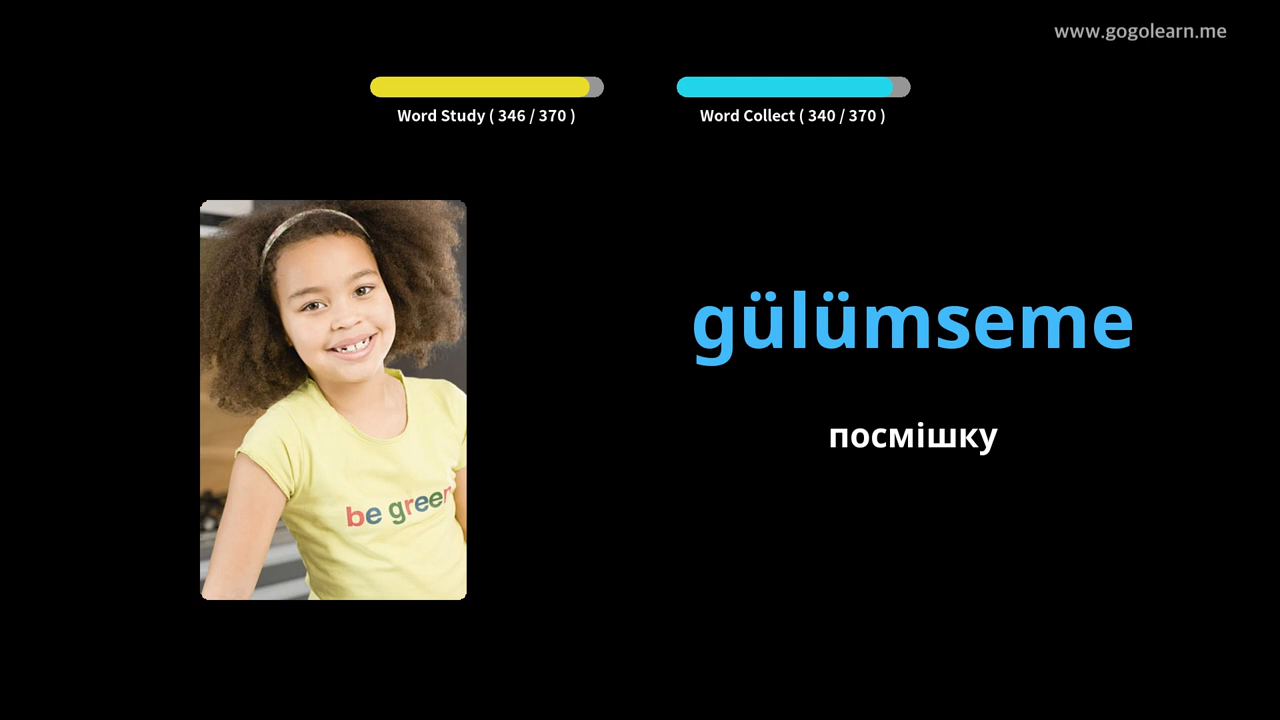 www.gogolearn.me
Word Study ( 346 / 370 )
Word Collect ( 340 / 370 )
gülümseme
посмішку
be green